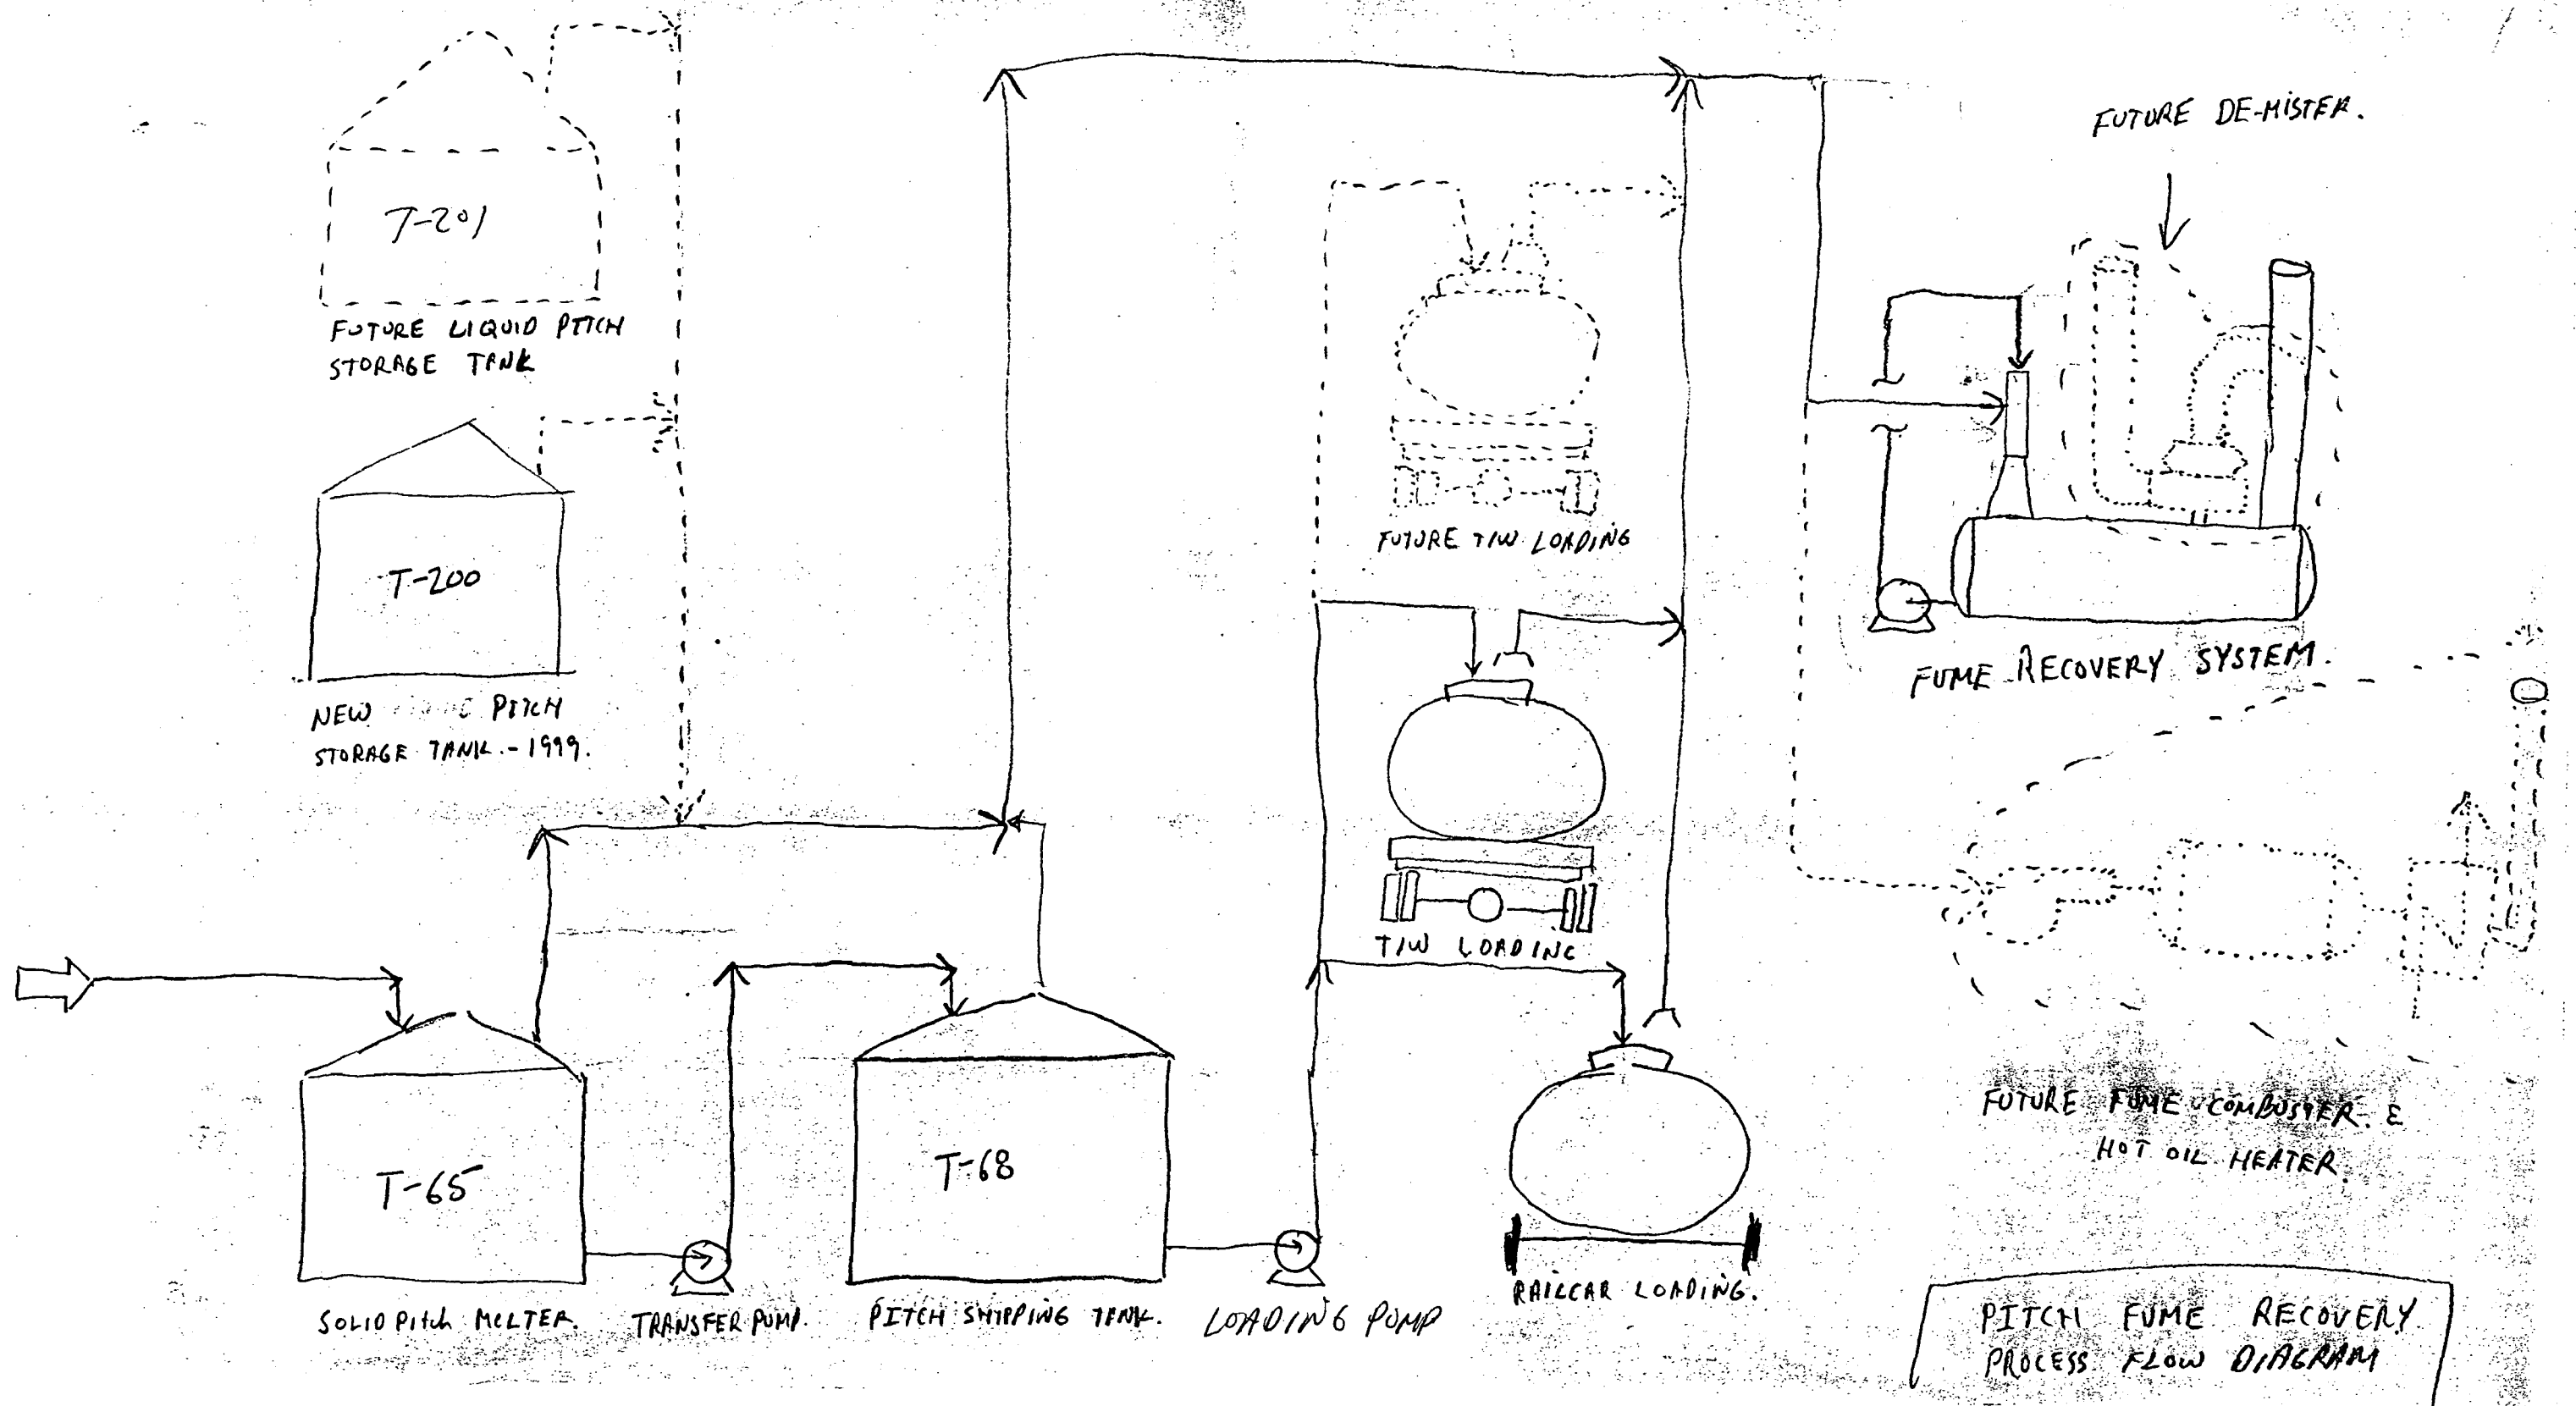 FUTURE DE-MISTER.
T-201
FUTURE LIQUID PITCH
STORAGE TANK
T-200
NEW PITCH
STORAGE TANK.-1999.
FUTURE T/W LOADING
FUME RECOVERY SYSTEM.
T/W LOADING
T-65
T-68
FUTURE FUME COMBUSTER. &
HOT OIL HEATER.
SOLID PITCH MELTER.
TRANSFER PUMP.
PITCH SHIPPING TANK.
LOADING PUMP
RAILCAR LOADING.
PITCH FUME RECOVERY
PROCESS FLOW DIAGRAM